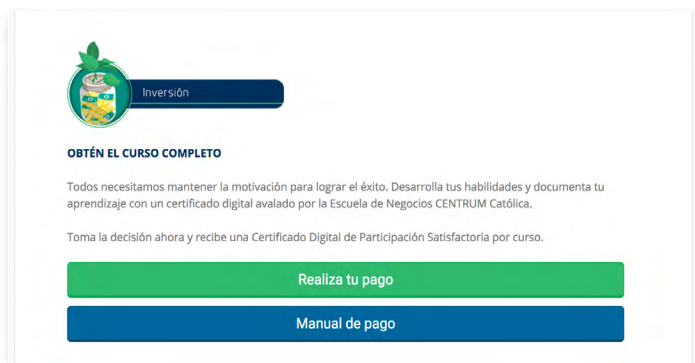 Inversión
OBTÉN EL CURSO COMPLETO
Todos necesitamos mantener la motivación para lograr el éxito. Desarrolla tus habilidades y documenta tu
aprendizaje con un certificado digital avalado por la Escuela de Negocios CENTRUM Católica.
Toma la decisión ahora y recibe una Certificado Digital de Participación Satisfactoria por curso.
Realiza tu pago
Manual de pago